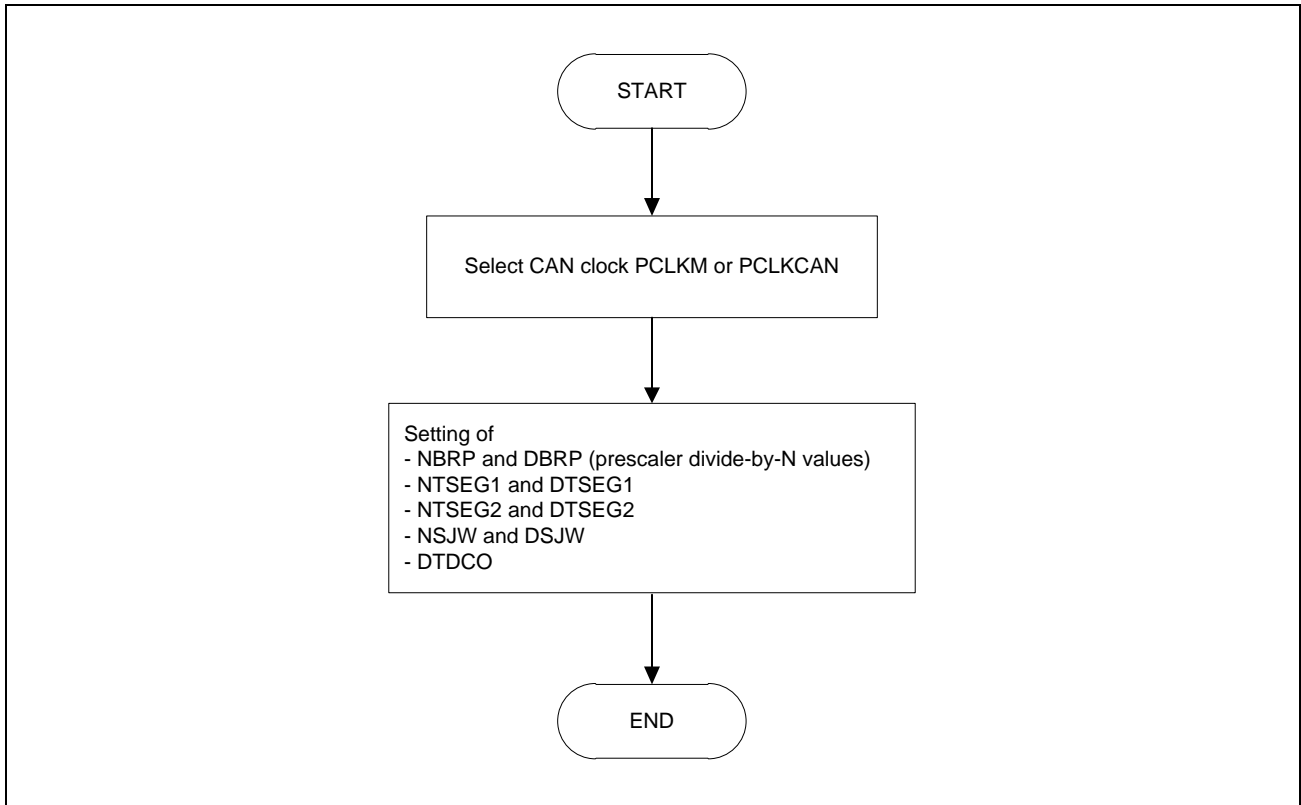 START
Select CAN clock PCLKM or PCLKCAN
Setting of
- NBRP and DBRP (prescaler divide-by-N values)
- NTSEG1 and DTSEG1
- NTSEG2 and DTSEG2
- NSJW and DSJW
- DTDCO
END